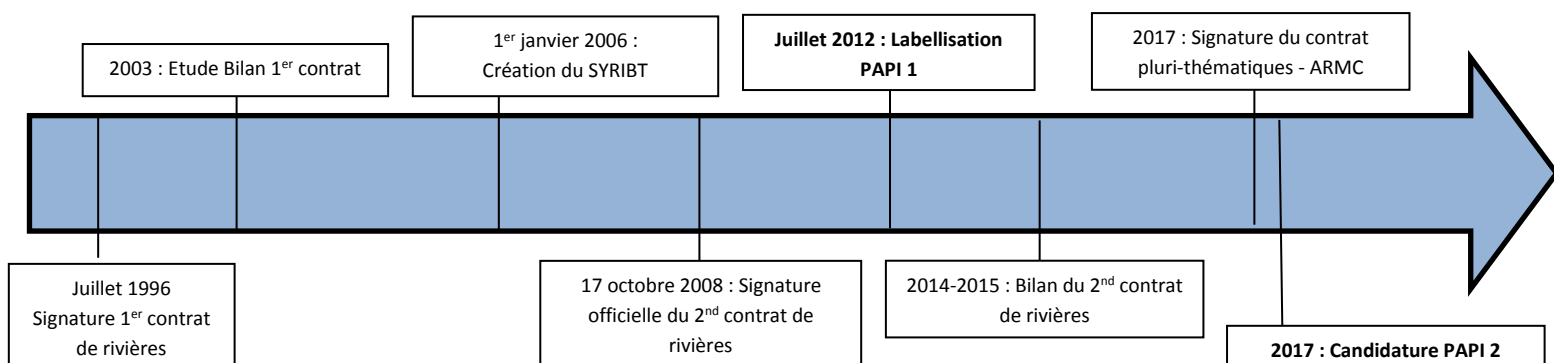 2003 : Etude Bilan 1er contrat
1er janvier 2006 :
Création du SYRIBT
Juillet 2012 : Labellisation
PAPI 1
2017 : Signature du contrat
pluri-thématiques - ARMC
Juillet 1996
Signature 1er contrat
de rivières
17 octobre 2008 : Signature
officielle du 2nd contrat de
rivières
2014-2015 : Bilan du 2nd contrat
de rivières
2017 : Candidature PAPI 2